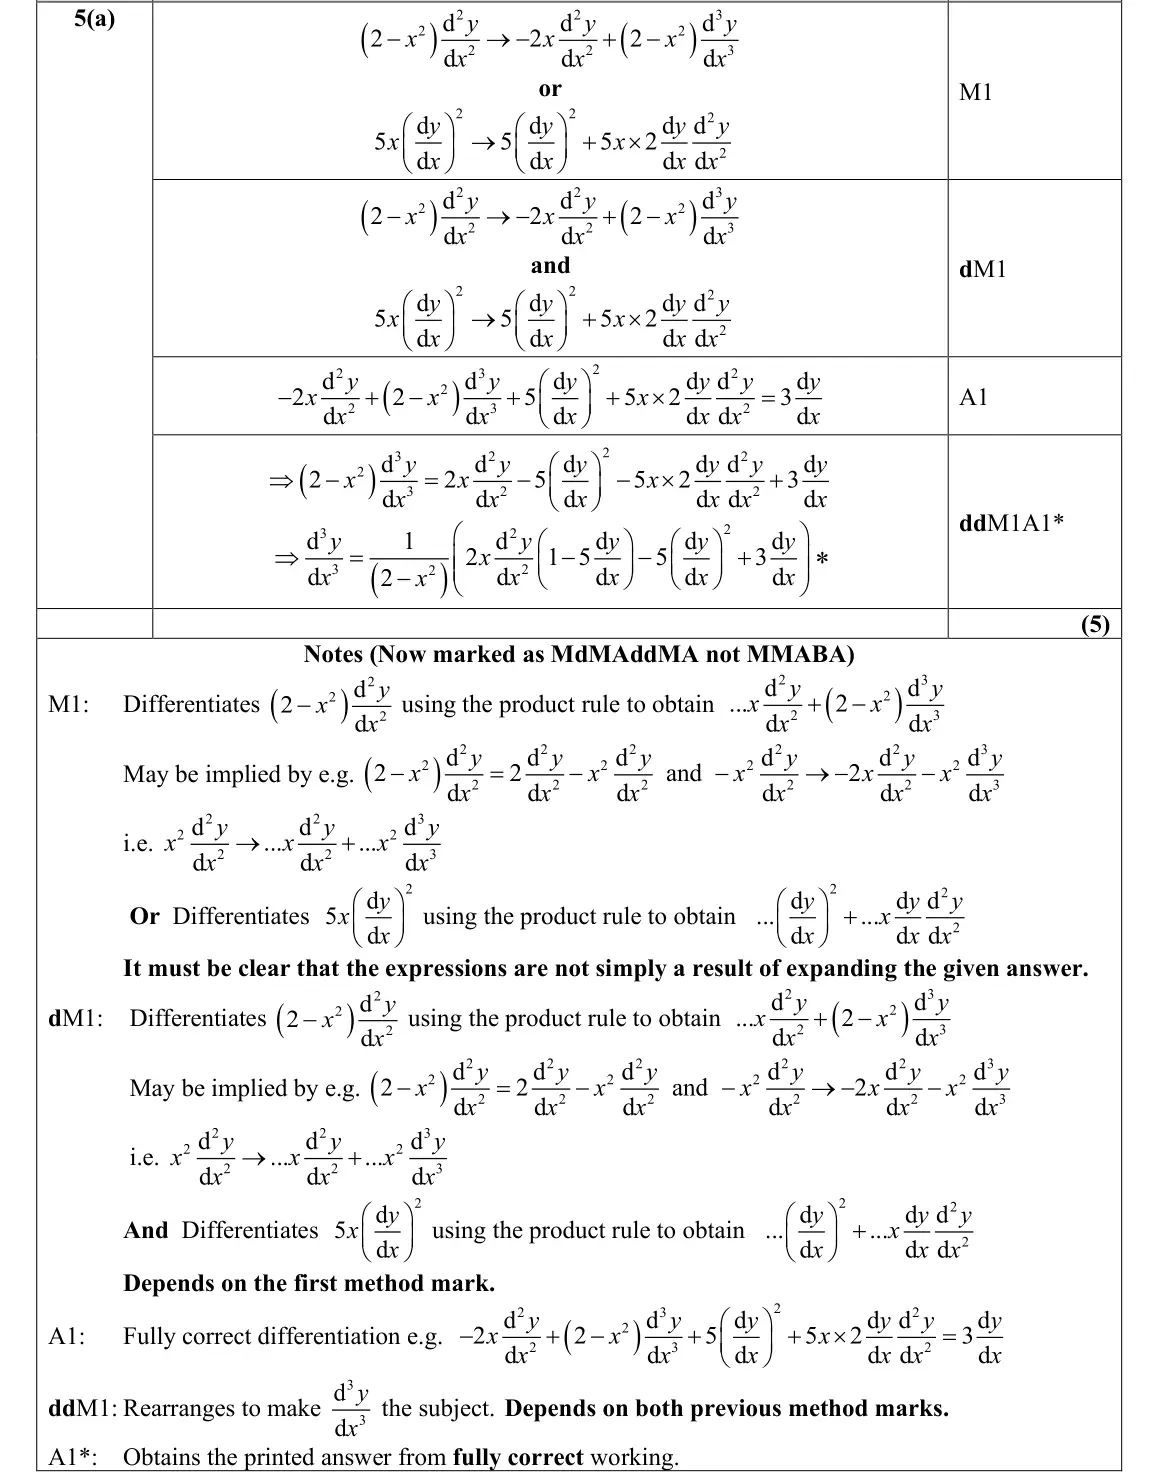 5(a)
(2 − x²) d²y/dx² → −2x d²y/dx² + (2 − x²) d³y/dx³
or
5x(dy/dx)² → 5(dy/dx)² + 5x × 2 dy/dx d²y/dx²
M1
(2 − x²) d²y/dx² → −2x d²y/dx² + (2 − x²) d³y/dx³
and
5x(dy/dx)² → 5(dy/dx)² + 5x × 2 dy/dx d²y/dx²
dM1
−2x d²y/dx² + (2 − x²) d³y/dx³ + 5(dy/dx)² + 5x × 2 dy/dx d²y/dx² = 3 dy/dx
A1
⇒ (2 − x²) d³y/dx³ = 2x d²y/dx² − 5(dy/dx)² − 5x × 2 dy/dx d²y/dx² + 3 dy/dx
⇒ d³y/dx³ = 1/(2 − x²) (2x d²y/dx² (1 − 5 dy/dx) − 5(dy/dx)² + 3 dy/dx) *
ddM1A1*
(5)
Notes (Now marked as MdMAddMA not MMABA)
M1: Differentiates (2 − x²) d²y/dx² using the product rule to obtain ...x d²y/dx² + (2 − x²) d³y/dx³
May be implied by e.g. (2 − x²) d²y/dx² = 2 d²y/dx² − x² d²y/dx² and − x² d²y/dx² → −2x d²y/dx² − x² d³y/dx³
i.e. x² d²y/dx² → ...x d²y/dx² + ...x² d³y/dx³
Or Differentiates 5x(dy/dx)² using the product rule to obtain ...(dy/dx)² + ...x dy/dx d²y/dx²
It must be clear that the expressions are not simply a result of expanding the given answer.
dM1: Differentiates (2 − x²) d²y/dx² using the product rule to obtain ...x d²y/dx² + (2 − x²) d³y/dx³
May be implied by e.g. (2 − x²) d²y/dx² = 2 d²y/dx² − x² d²y/dx² and − x² d²y/dx² → −2x d²y/dx² − x² d³y/dx³
i.e. x² d²y/dx² → ...x d²y/dx² + ...x² d³y/dx³
And Differentiates 5x(dy/dx)² using the product rule to obtain ...(dy/dx)² + ...x dy/dx d²y/dx²
Depends on the first method mark.
A1: Fully correct differentiation e.g. −2x d²y/dx² + (2 − x²) d³y/dx³ + 5(dy/dx)² + 5x × 2 dy/dx d²y/dx² = 3 dy/dx
ddM1: Rearranges to make d³y/dx³ the subject. Depends on both previous method marks.
A1*: Obtains the printed answer from fully correct working.